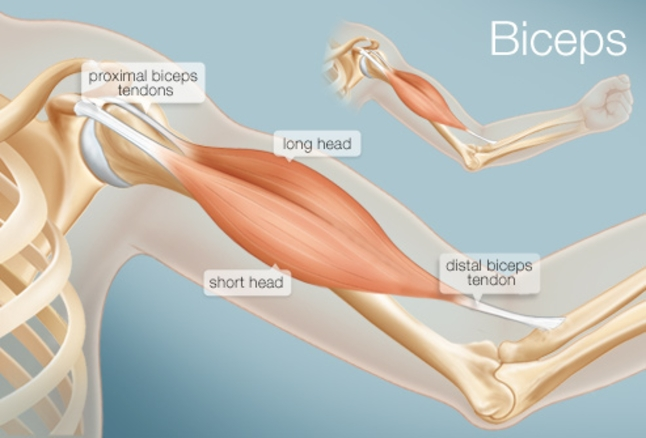 Biceps
proximal biceps
tendons
long head
short head
distal biceps
tendon